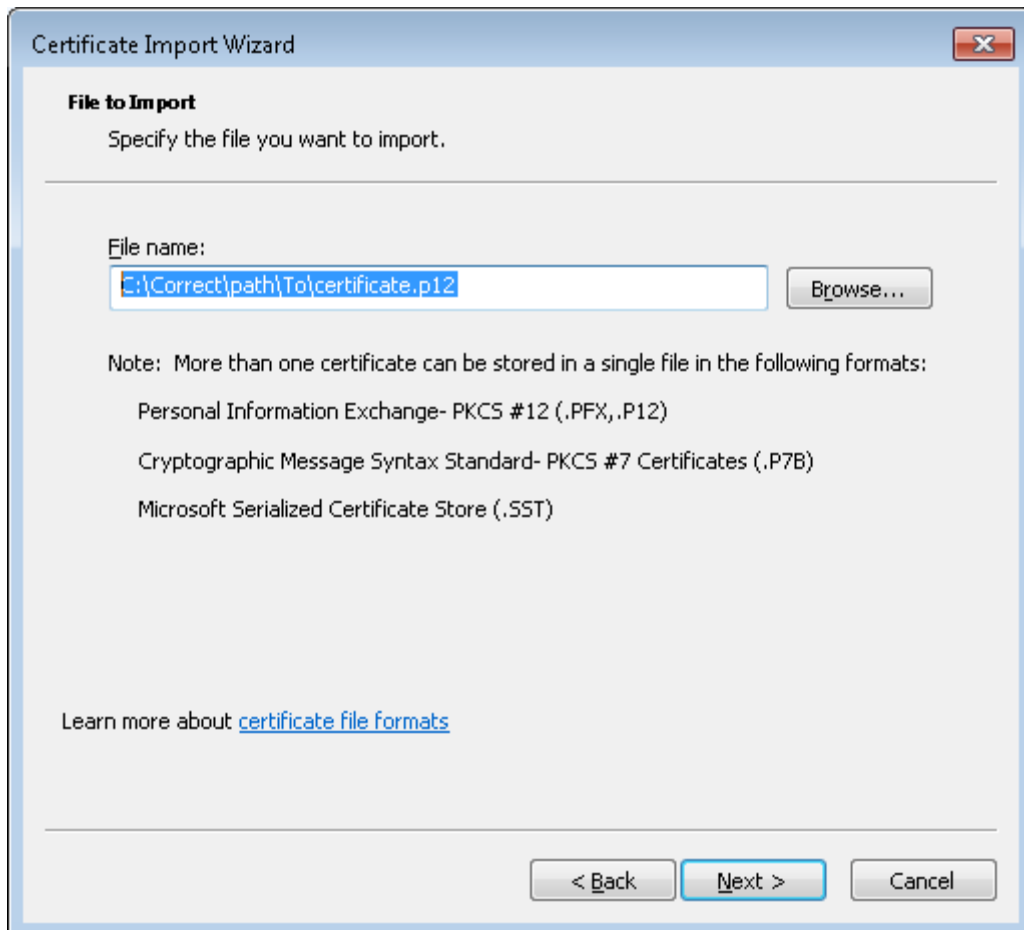 Certificate Import Wizard
File to Import
Specify the file you want to import.
File name:
C:\Correct\path\To\certificate.p12
Browse...
Note:  More than one certificate can be stored in a single file in the following formats:
Personal Information Exchange- PKCS #12 (.PFX,.P12)
Cryptographic Message Syntax Standard- PKCS #7 Certificates (.P7B)
Microsoft Serialized Certificate Store (.SST)
Learn more about certificate file formats
< Back
Next >
Cancel